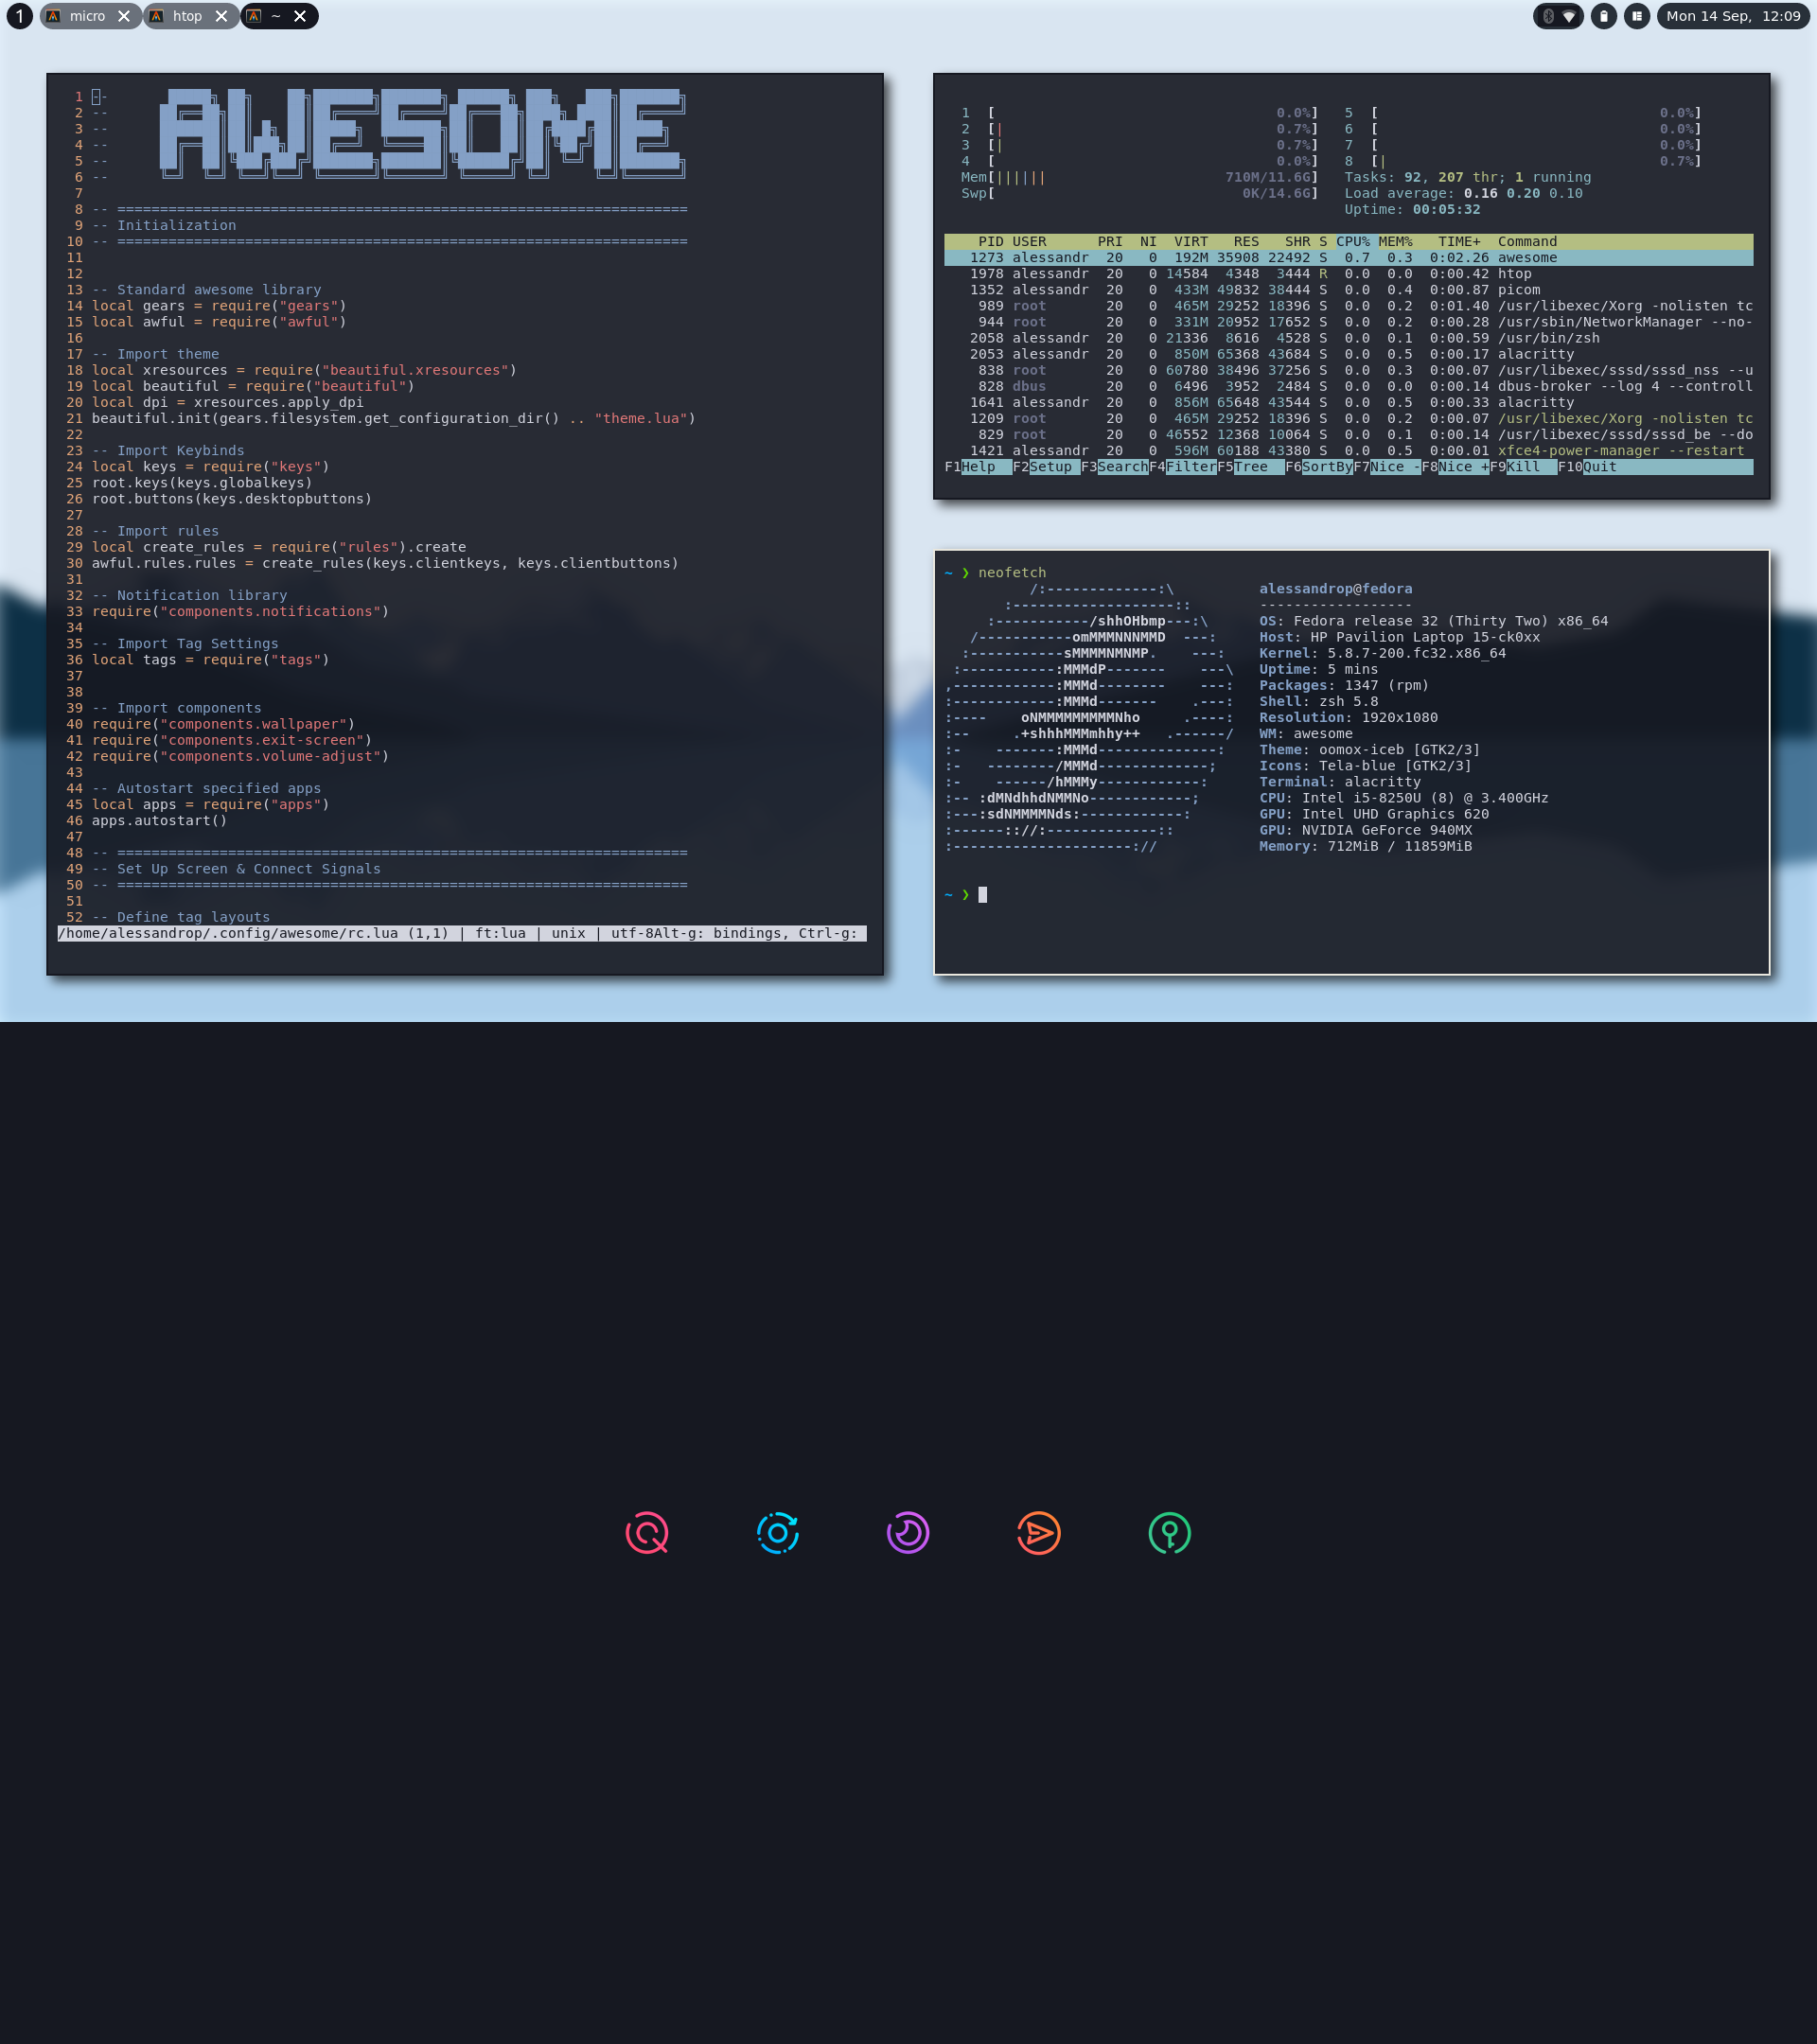 1 micro htop ~ Mon 14 Sep, 12:09
1 --
2 --
3 --
4 --
5 --
6 --
AWESOME
7
8 -- ===================================================================
9 -- Initialization
10 -- ===================================================================
11
12
13 -- Standard awesome library
14 local gears = require("gears")
15 local awful = require("awful")
16
17 -- Import theme
18 local xresources = require("beautiful.xresources")
19 local beautiful = require("beautiful")
20 local dpi = xresources.apply_dpi
21 beautiful.init(gears.filesystem.get_configuration_dir() .. "theme.lua")
22
23 -- Import Keybinds
24 local keys = require("keys")
25 root.keys(keys.globalkeys)
26 root.buttons(keys.desktopbuttons)
27
28 -- Import rules
29 local create_rules = require("rules").create
30 awful.rules.rules = create_rules(keys.clientkeys, keys.clientbuttons)
31
32 -- Notification library
33 require("components.notifications")
34
35 -- Import Tag Settings
36 local tags = require("tags")
37
38
39 -- Import components
40 require("components.wallpaper")
41 require("components.exit-screen")
42 require("components.volume-adjust")
43
44 -- Autostart specified apps
45 local apps = require("apps")
46 apps.autostart()
47
48 -- ===================================================================
49 -- Set Up Screen & Connect Signals
50 -- ===================================================================
51
52 -- Define tag layouts
/home/alessandrop/.config/awesome/rc.lua (1,1) | ft:lua | unix | utf-8Alt-g: bindings, Ctrl-g:
1 [ 0.0%] 5 [ 0.0%]
2 [| 0.7%] 6 [ 0.0%]
3 [| 0.7%] 7 [ 0.0%]
4 [ 0.0%] 8 [| 0.7%]
Mem[|||||| 710M/11.6G] Tasks: 92, 207 thr; 1 running
Swp[ 0K/14.6G] Load average: 0.16 0.20 0.10
Uptime: 00:05:32
PID USER PRI NI VIRT RES SHR S CPU% MEM% TIME+ Command
1273 alessandr 20 0 192M 35908 22492 S 0.7 0.3 0:02.26 awesome
1978 alessandr 20 0 14584 4348 3444 R 0.0 0.0 0:00.42 htop
1352 alessandr 20 0 433M 49832 38444 S 0.0 0.4 0:00.87 picom
989 root 20 0 465M 29252 18396 S 0.0 0.2 0:01.40 /usr/libexec/Xorg -nolisten tc
944 root 20 0 331M 20952 17652 S 0.0 0.2 0:00.28 /usr/sbin/NetworkManager --no-
2058 alessandr 20 0 21336 8616 4528 S 0.0 0.1 0:00.59 /usr/bin/zsh
2053 alessandr 20 0 850M 65368 43684 S 0.0 0.5 0:00.17 alacritty
838 root 20 0 60780 38496 37256 S 0.0 0.3 0:00.07 /usr/libexec/sssd/sssd_nss --u
828 dbus 20 0 6496 3952 2484 S 0.0 0.0 0:00.14 dbus-broker --log 4 --controll
1641 alessandr 20 0 856M 65648 43544 S 0.0 0.5 0:00.33 alacritty
1209 root 20 0 465M 29252 18396 S 0.0 0.2 0:00.07 /usr/libexec/Xorg -nolisten tc
829 root 20 0 46552 12368 10064 S 0.0 0.1 0:00.14 /usr/libexec/sssd/sssd_be --do
1421 alessandr 20 0 596M 60188 43380 S 0.0 0.5 0:00.01 xfce4-power-manager --restart
F1Help F2Setup F3SearchF4FilterF5Tree F6SortByF7Nice -F8Nice +F9Kill F10Quit
~ ❯ neofetch
/:-------------:\ alessandrop@fedora
:-------------------:: ------------------
:-----------/shhOHbmp---:\ OS: Fedora release 32 (Thirty Two) x86_64
/-----------omMMMNNNMMD ---: Host: HP Pavilion Laptop 15-ck0xx
:-----------sMMMMNMNMP. ---: Kernel: 5.8.7-200.fc32.x86_64
:-----------:MMMdP------- ---\ Uptime: 5 mins
,------------:MMMd-------- ---: Packages: 1347 (rpm)
:------------:MMMd------- .---: Shell: zsh 5.8
:---- oNMMMMMMMMMNho .----: Resolution: 1920x1080
:-- .+shhhMMMmhhy++ .------/ WM: awesome
:- -------:MMMd--------------: Theme: oomox-iceb [GTK2/3]
:- --------/MMMd-------------; Icons: Tela-blue [GTK2/3]
:- ------/hMMMy------------: Terminal: alacritty
:-- :dMNdhhdNMMNo------------; CPU: Intel i5-8250U (8) @ 3.400GHz
:---:sdNMMMMNds:------------: GPU: Intel UHD Graphics 620
:------:://:-------------:: GPU: NVIDIA GeForce 940MX
:---------------------:// Memory: 712MiB / 11859MiB
~ ❯